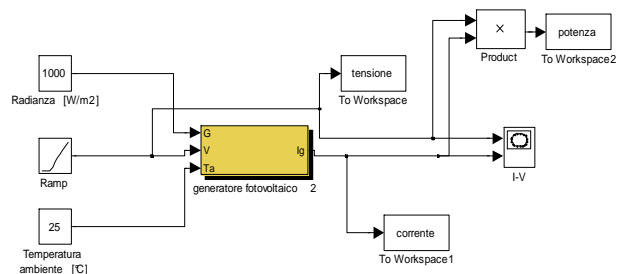 potenza
×
Product
To Workspace2
1000
Radianza [W/m2]
tensione
To Workspace
G
V
Ta
Ig
generatore fotovoltaico 2
Ramp
I-V
25
Temperatura
ambiente [℃]
corrente
To Workspace1